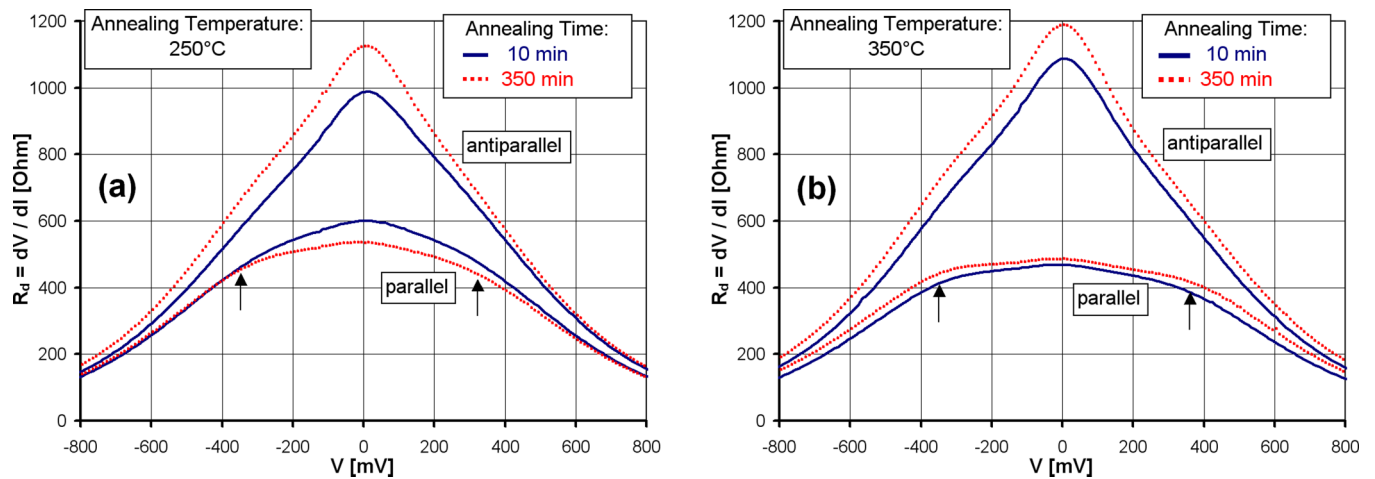 Annealing Temperature:
250°C
Annealing Time:
10 min
350 min
(a)
antiparallel
parallel
R_d = dV / dI [Ohm]
1200
1000
800
600
400
200
0
-800 -600 -400 -200 0 200 400 600 800
V [mV]
Annealing Temperature:
350°C
Annealing Time:
10 min
350 min
(b)
antiparallel
parallel
R_d = dV / dI [Ohm]
1200
1000
800
600
400
200
0
-800 -600 -400 -200 0 200 400 600 800
V [mV]